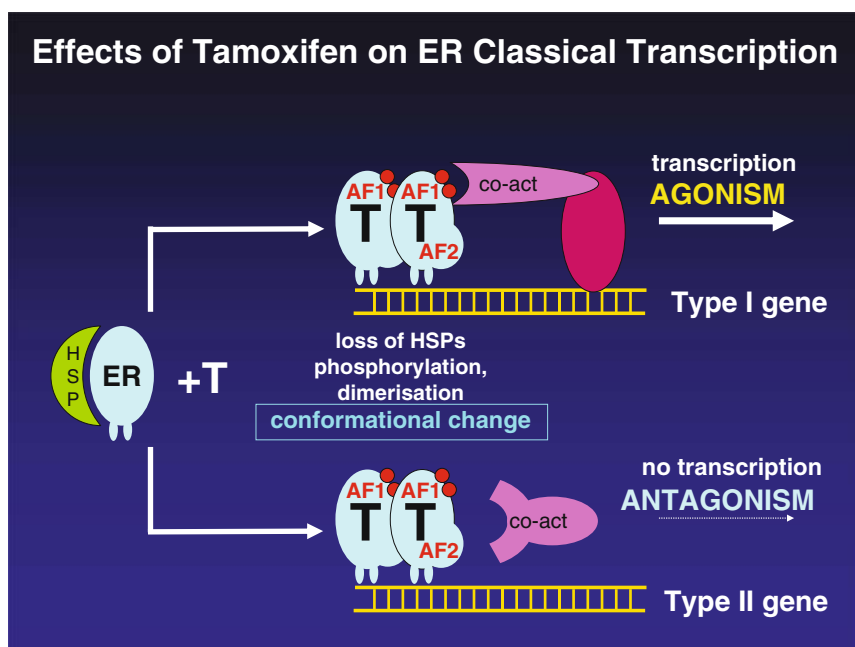 Effects of Tamoxifen on ER Classical Transcription
AF1 AF1
T T
AF2
co-act
transcription
AGONISM
Type I gene
HSP
ER
+T
loss of HSPs
phosphorylation,
dimerisation
conformational change
AF1 AF1
T T
AF2
co-act
no transcription
ANTAGONISM
Type II gene